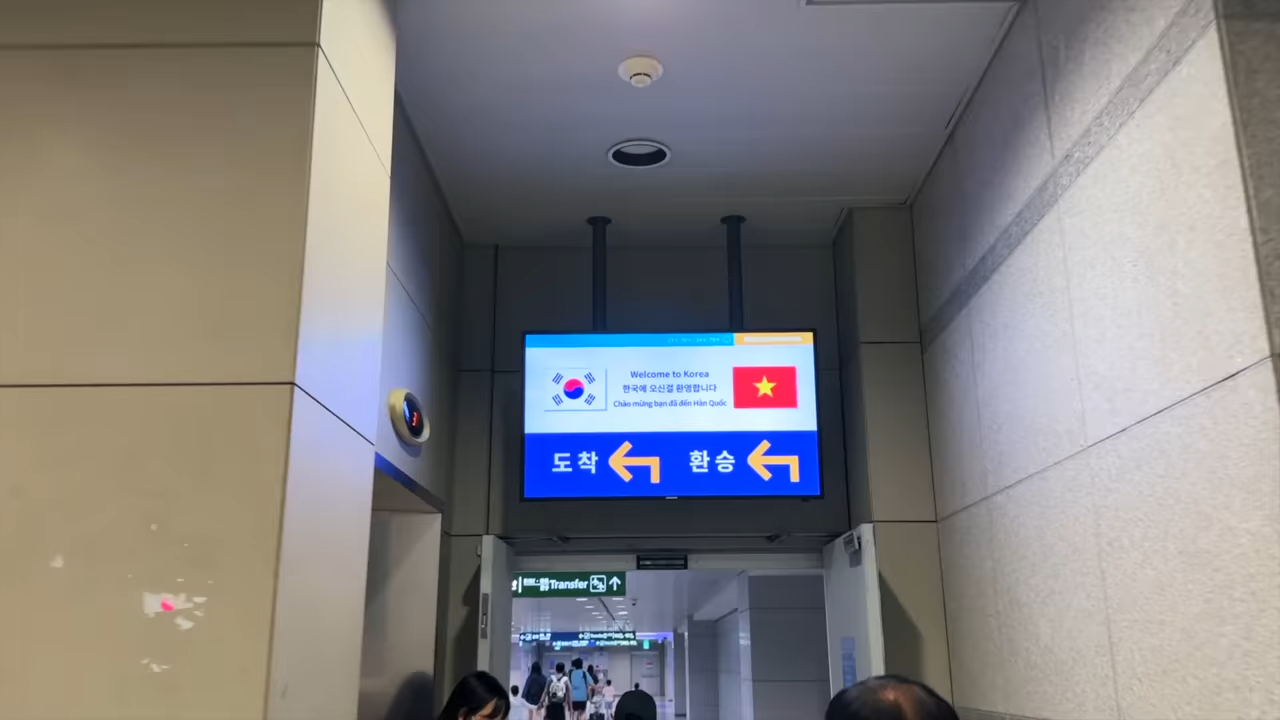 Welcome to Korea
한국에 오신걸 환영합니다
Chào mừng bạn đã đến Hàn Quốc
도착
환승
Transfer